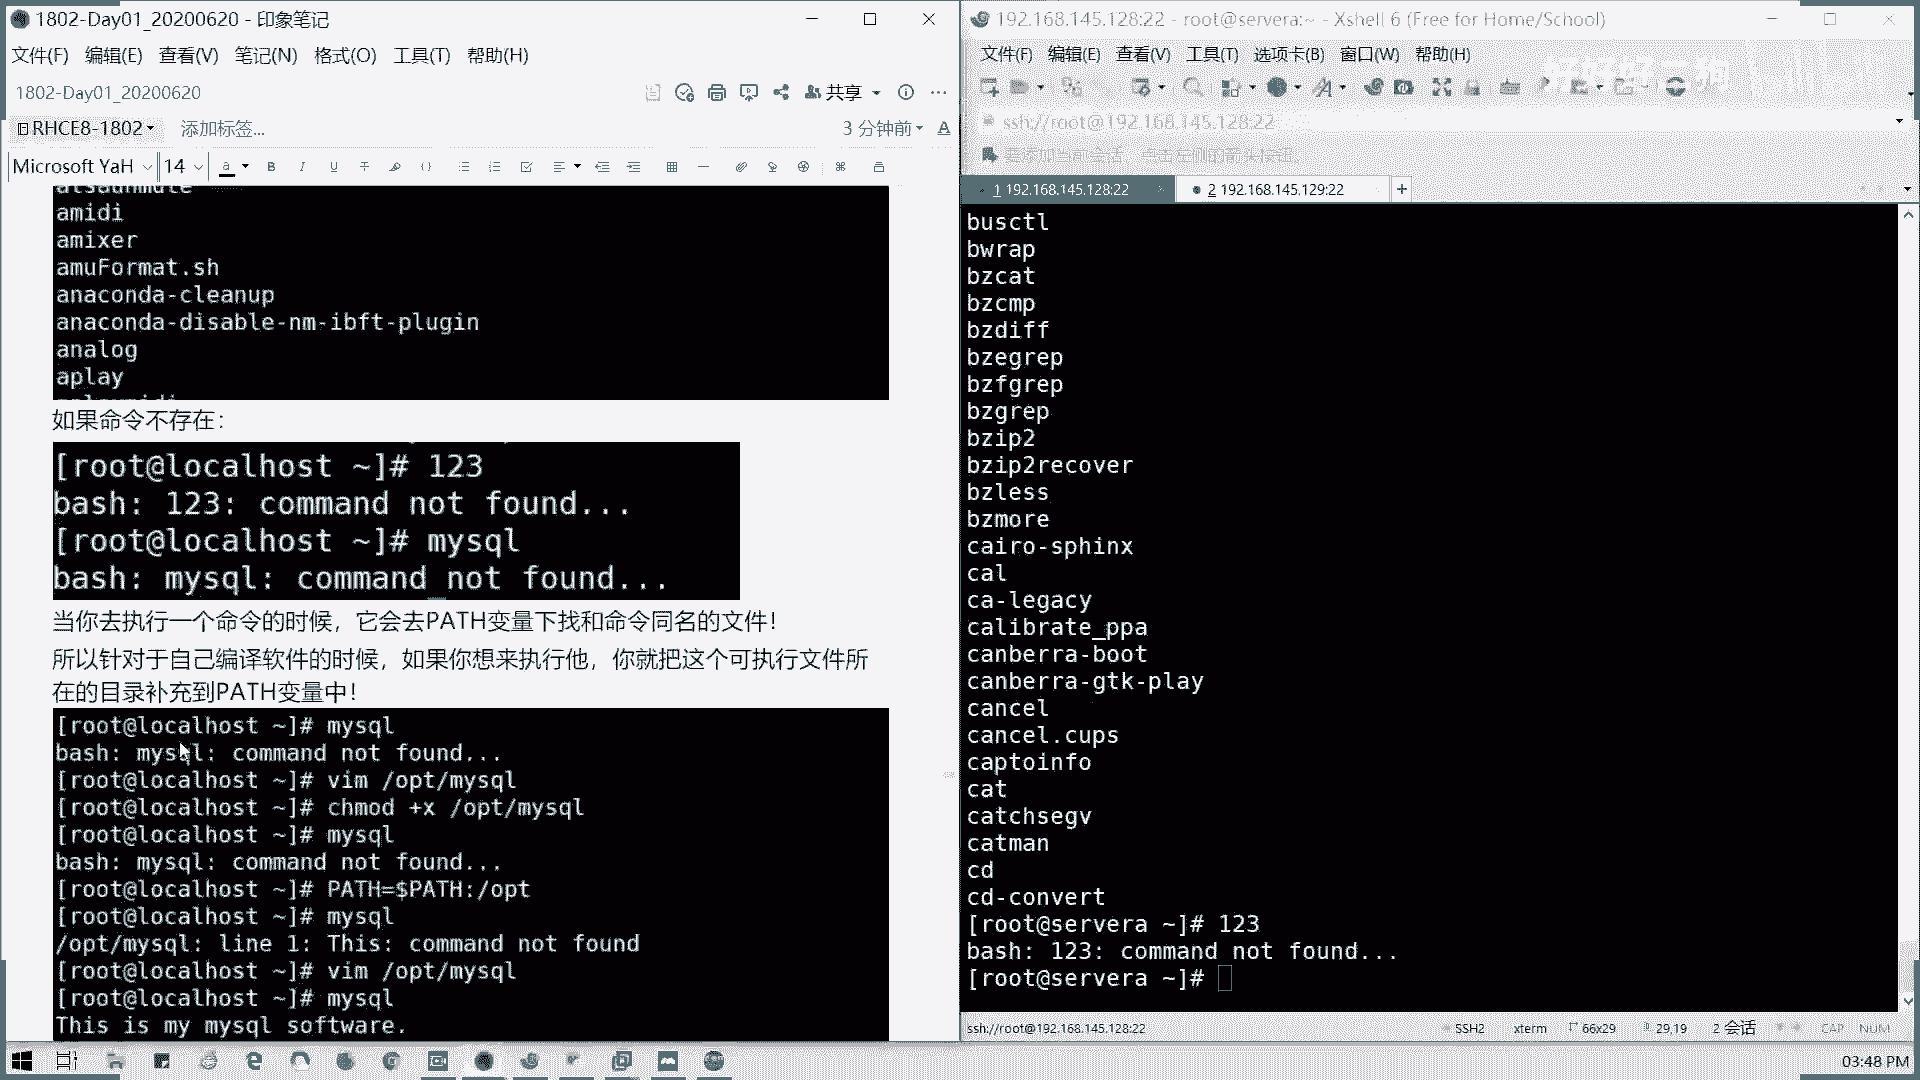 1802-Day01_20200620 - 印象笔记
文件(F) 编辑(E) 查看(V) 笔记(N) 格式(O) 工具(T) 帮助(H)
1802-Day01_20200620
共享
RHCE8-1802
添加标签...
3 分钟前
Microsoft YaH
14
amidi
amixer
amuFormat.sh
anaconda-cleanup
anaconda-disable-nm-ibft-plugin
analog
aplay
如果命令不存在：
[root@localhost ~]# 123
bash: 123: command not found...
[root@localhost ~]# mysql
bash: mysql: command not found...
当你去执行一个命令的时候，它会去PATH变量下找和命令同名的文件！
所以针对于自己编译软件的时候，如果你想来执行他，你就把这个可执行文件所
在的目录补充到PATH变量中！
[root@localhost ~]# mysql
bash: mysql: command not found...
[root@localhost ~]# vim /opt/mysql
[root@localhost ~]# chmod +x /opt/mysql
[root@localhost ~]# mysql
bash: mysql: command not found...
[root@localhost ~]# PATH=$PATH:/opt
[root@localhost ~]# mysql
/opt/mysql: line 1: This: command not found
[root@localhost ~]# vim /opt/mysql
[root@localhost ~]# mysql
This is my mysql software.
192.168.145.128:22 - root@servera:~ - Xshell 6 (Free for Home/School)
文件(F) 编辑(E) 查看(V) 工具(T) 选项卡(B) 窗口(W) 帮助(H)
ssh://root@192.168.145.128:22
要添加当前会话，点击左侧的箭头按钮。
1 192.168.145.128:22
2 192.168.145.129:22
busctl
bwrap
bzcat
bzcmp
bzdiff
bzegrep
bzfgrep
bzgrep
bzip2
bzip2recover
bzless
bzmore
cairo-sphinx
cal
ca-legacy
calibrate_ppa
canberra-boot
canberra-gtk-play
cancel
cancel.cups
captoinfo
cat
catchsegv
catman
cd
cd-convert
[root@servera ~]# 123
bash: 123: command not found...
[root@servera ~]#
ssh://root@192.168.145.128:22
SSH2
xterm
66x29
29,19
2 会话
CAP
NUM
03:48 PM